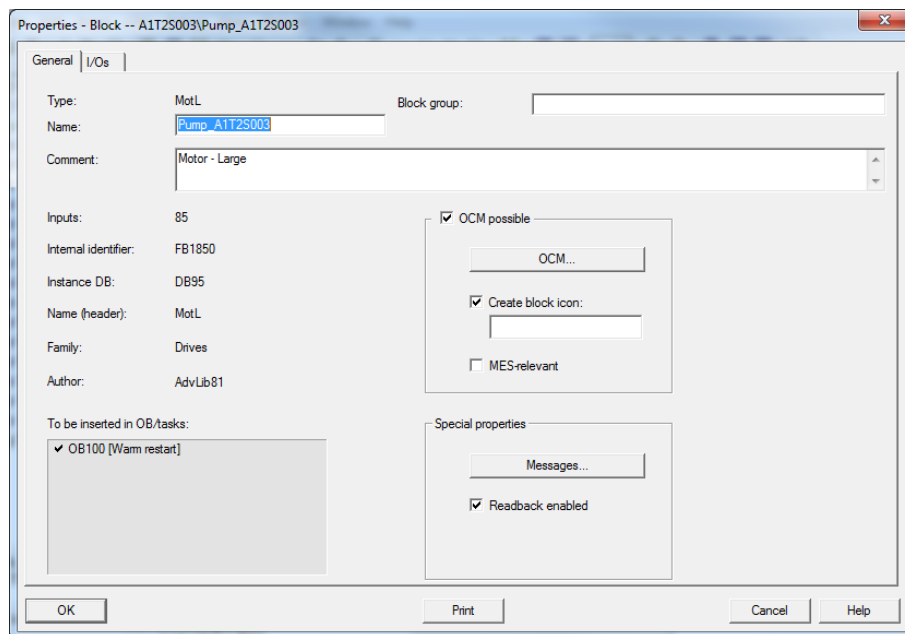 Properties - Block -- A1T2S003\Pump_A1T2S003
General I/Os
Type: MotL Block group:
Name: Pump_A1T2S003
Comment: Motor - Large
Inputs: 85
Internal identifier: FB1850
Instance DB: DB95
Name (header): MotL
Family: Drives
Author: AdvLib81
To be inserted in OB/tasks:
OB100 [Warm restart]
OCM possible
OCM...
Create block icon:
MES-relevant
Special properties
Messages...
Readback enabled
OK Print Cancel Help